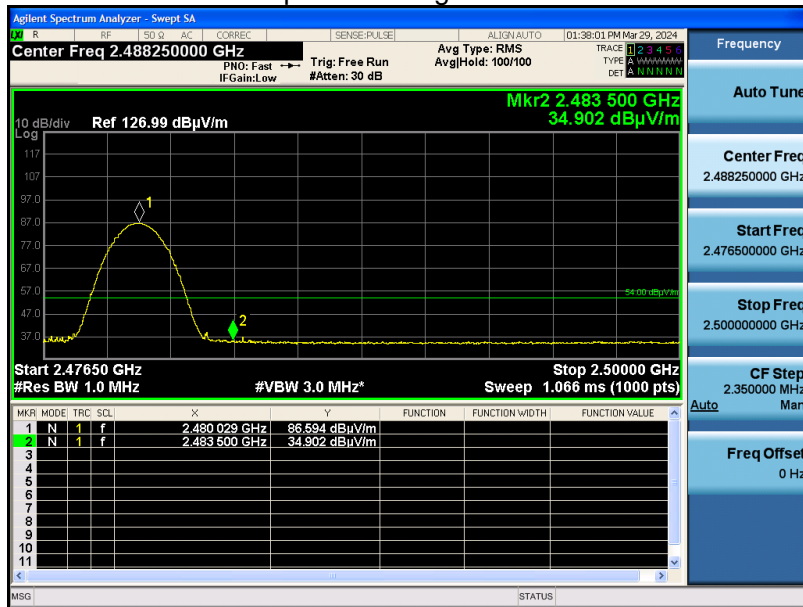 Agilent Spectrum Analyzer - Swept SA
R RF 50 Ω AC CORREC SENSE:PULSE ALIGN AUTO 01:38:01 PM Mar 29, 2024
Center Freq 2.488250000 GHz
PNO: Fast
IFGain:Low
Trig: Free Run
#Atten: 30 dB
Avg Type: RMS
Avg|Hold: 100/100
TRACE 1 2 3 4 5 6
TYPE A WWWWW
DET A N N N N N
Mkr2 2.483 500 GHz
34.902 dBµV/m
10 dB/div Ref 126.99 dBµV/m
Log
117
107
97.0
87.0
77.0
67.0
57.0
47.0
37.0
1
2
54.00 dBµV/m
Start 2.47650 GHz Stop 2.50000 GHz
#Res BW 1.0 MHz #VBW 3.0 MHz* Sweep 1.066 ms (1000 pts)
MKR MODE TRC SCL X Y FUNCTION FUNCTION WIDTH FUNCTION VALUE
1 N 1 f 2.480 029 GHz 86.594 dBµV/m
2 N 1 f 2.483 500 GHz 34.902 dBµV/m
3
4
5
6
7
8
9
10
11
MSG STATUS
Frequency
Auto Tune
Center Freq
2.488250000 GHz
Start Freq
2.476500000 GHz
Stop Freq
2.500000000 GHz
CF Step
2.350000 MHz
Auto Man
Freq Offset
0 Hz